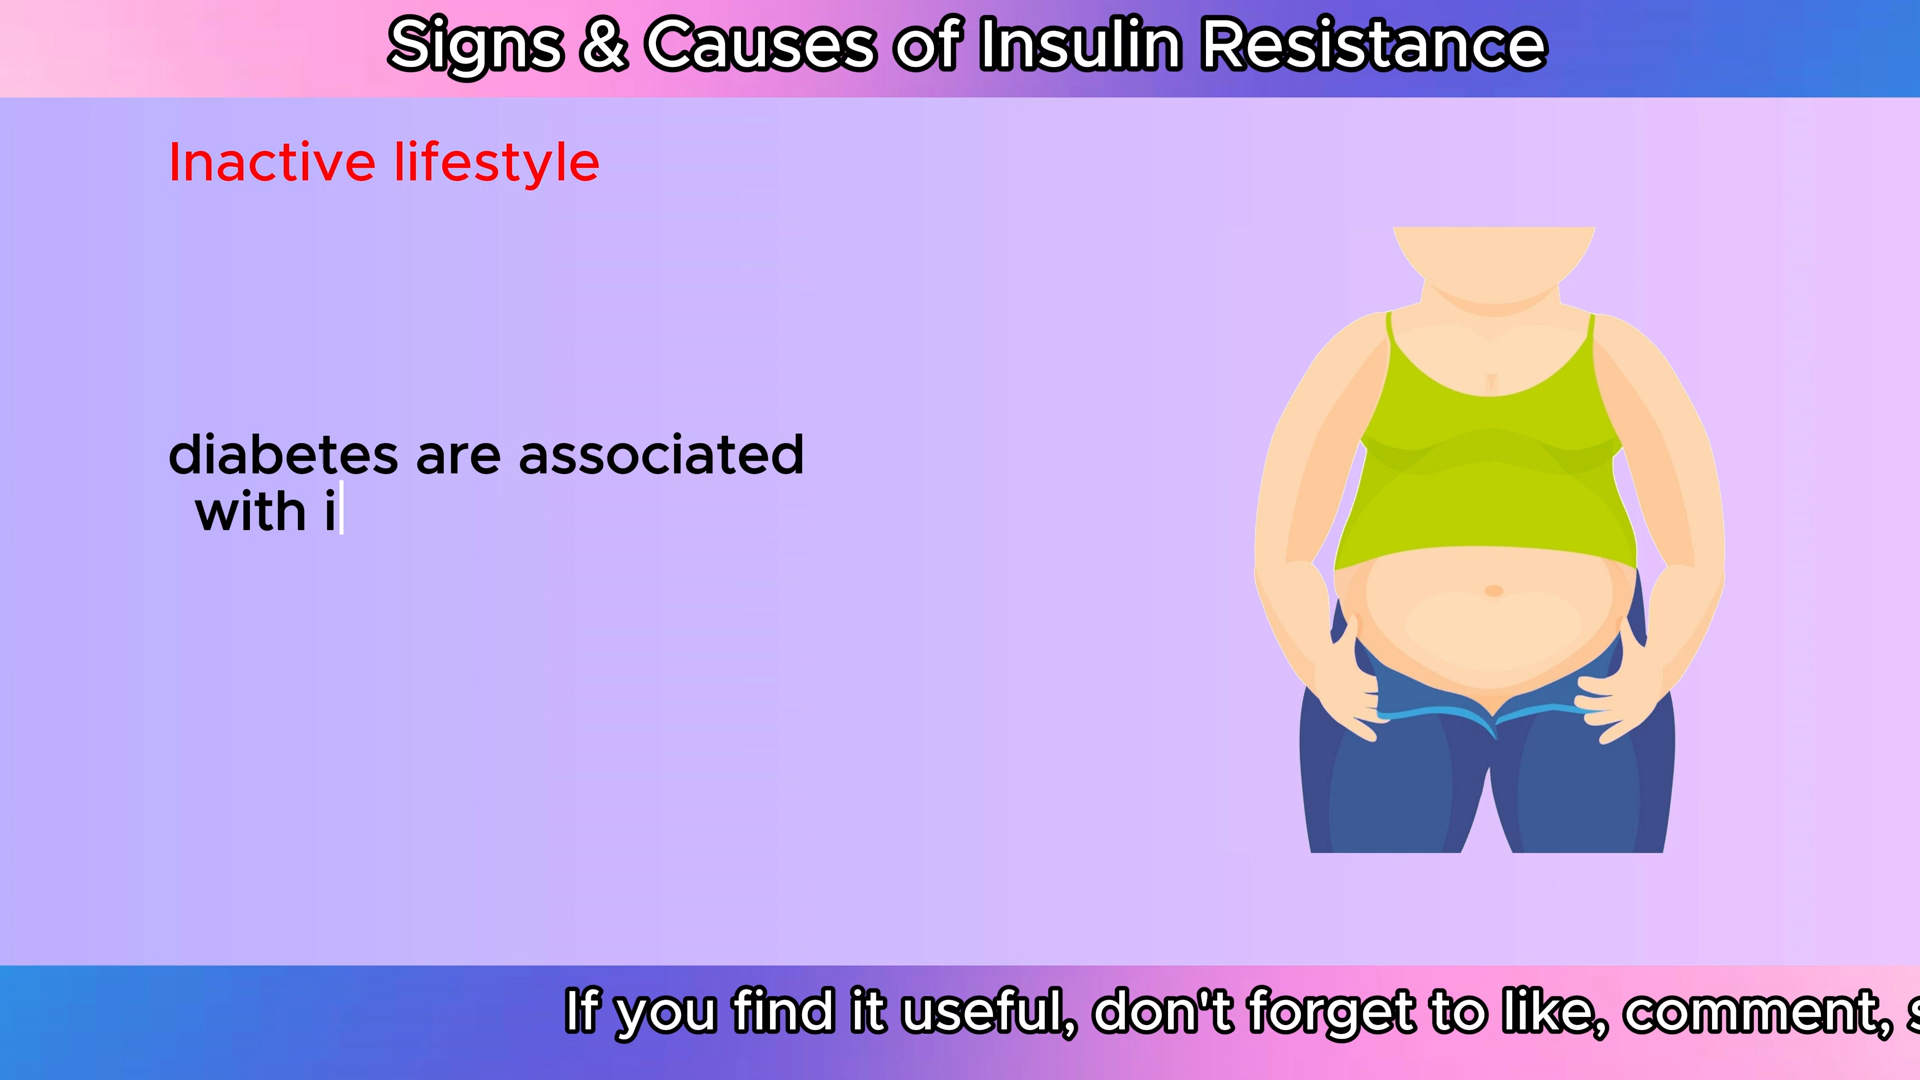 Signs & Causes of Insulin Resistance
Inactive lifestyle
diabetes are associated
with i
If you find it useful, don't forget to like, comment, s